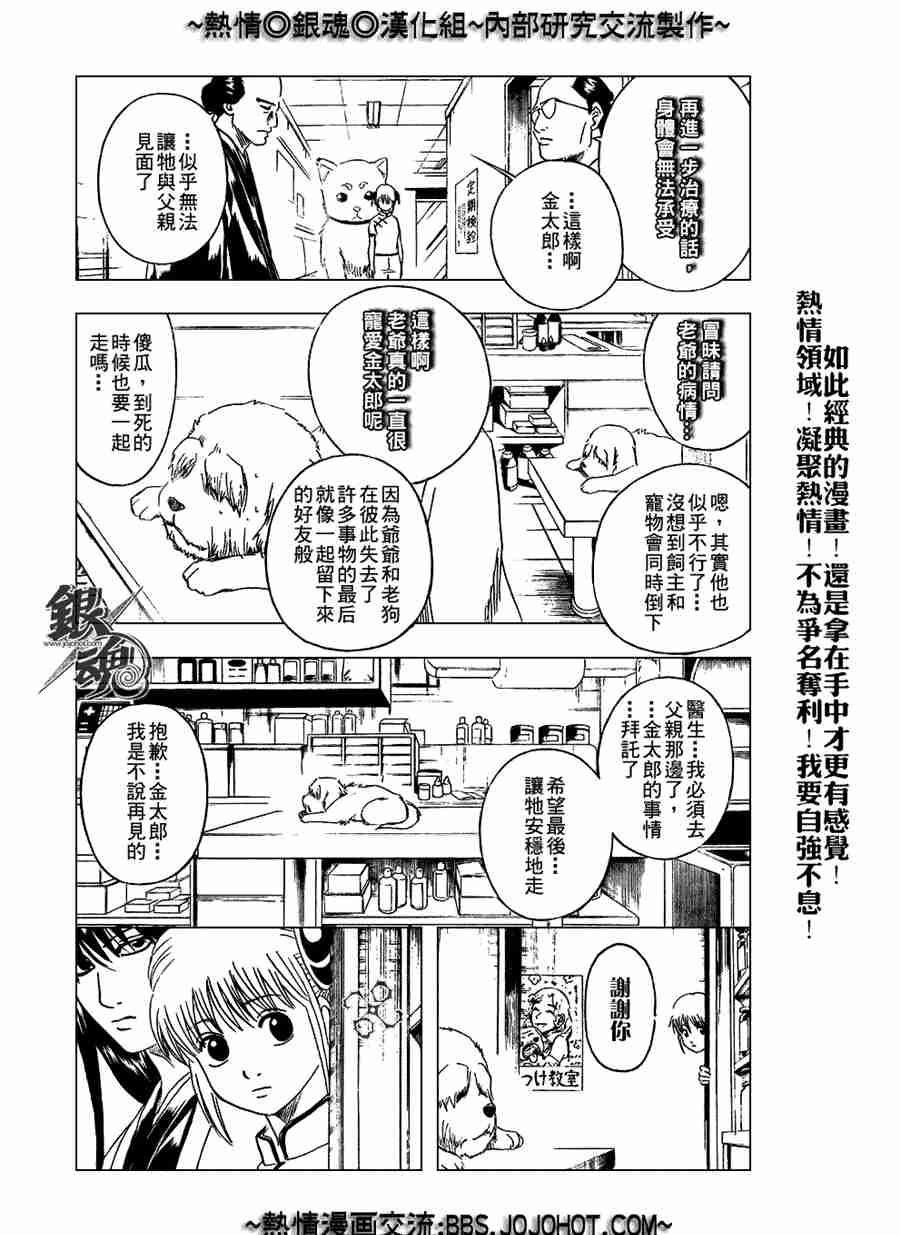 ~熱情◎銀魂◎漢化組~內部研究交流製作~
再進一步治療的話，
身體會無法承受
…這樣啊
金太郎…
…似乎無法
讓牠與父親
見面了
定期検診
冒昧請問
老爺的病情…
嗯，其實他也
似乎不行了…
沒想到飼主和
寵物會同時倒下
這樣啊
老爺真的一直很
寵愛金太郎呢
因為爺爺和老狗
在彼此失去了
許多事物的最后
就像一起留下來
的好友般
傻瓜，到死的
時候也要一起
走嗎…
醫生…我必須去
父親那邊了，
…金太郎的事情
…拜託了
希望最後…
讓牠安穩地走
抱歉…金太郎…
我是不說再見的
謝謝你
つけ教室
如此經典的漫畫！還是拿在手中才更有感覺！
熱情領域！凝聚熱情！不為爭名奪利！我要自強不息！
銀魂
www.jojohot.com
~熱情漫画交流:BBS.JOJOHOT.COM~